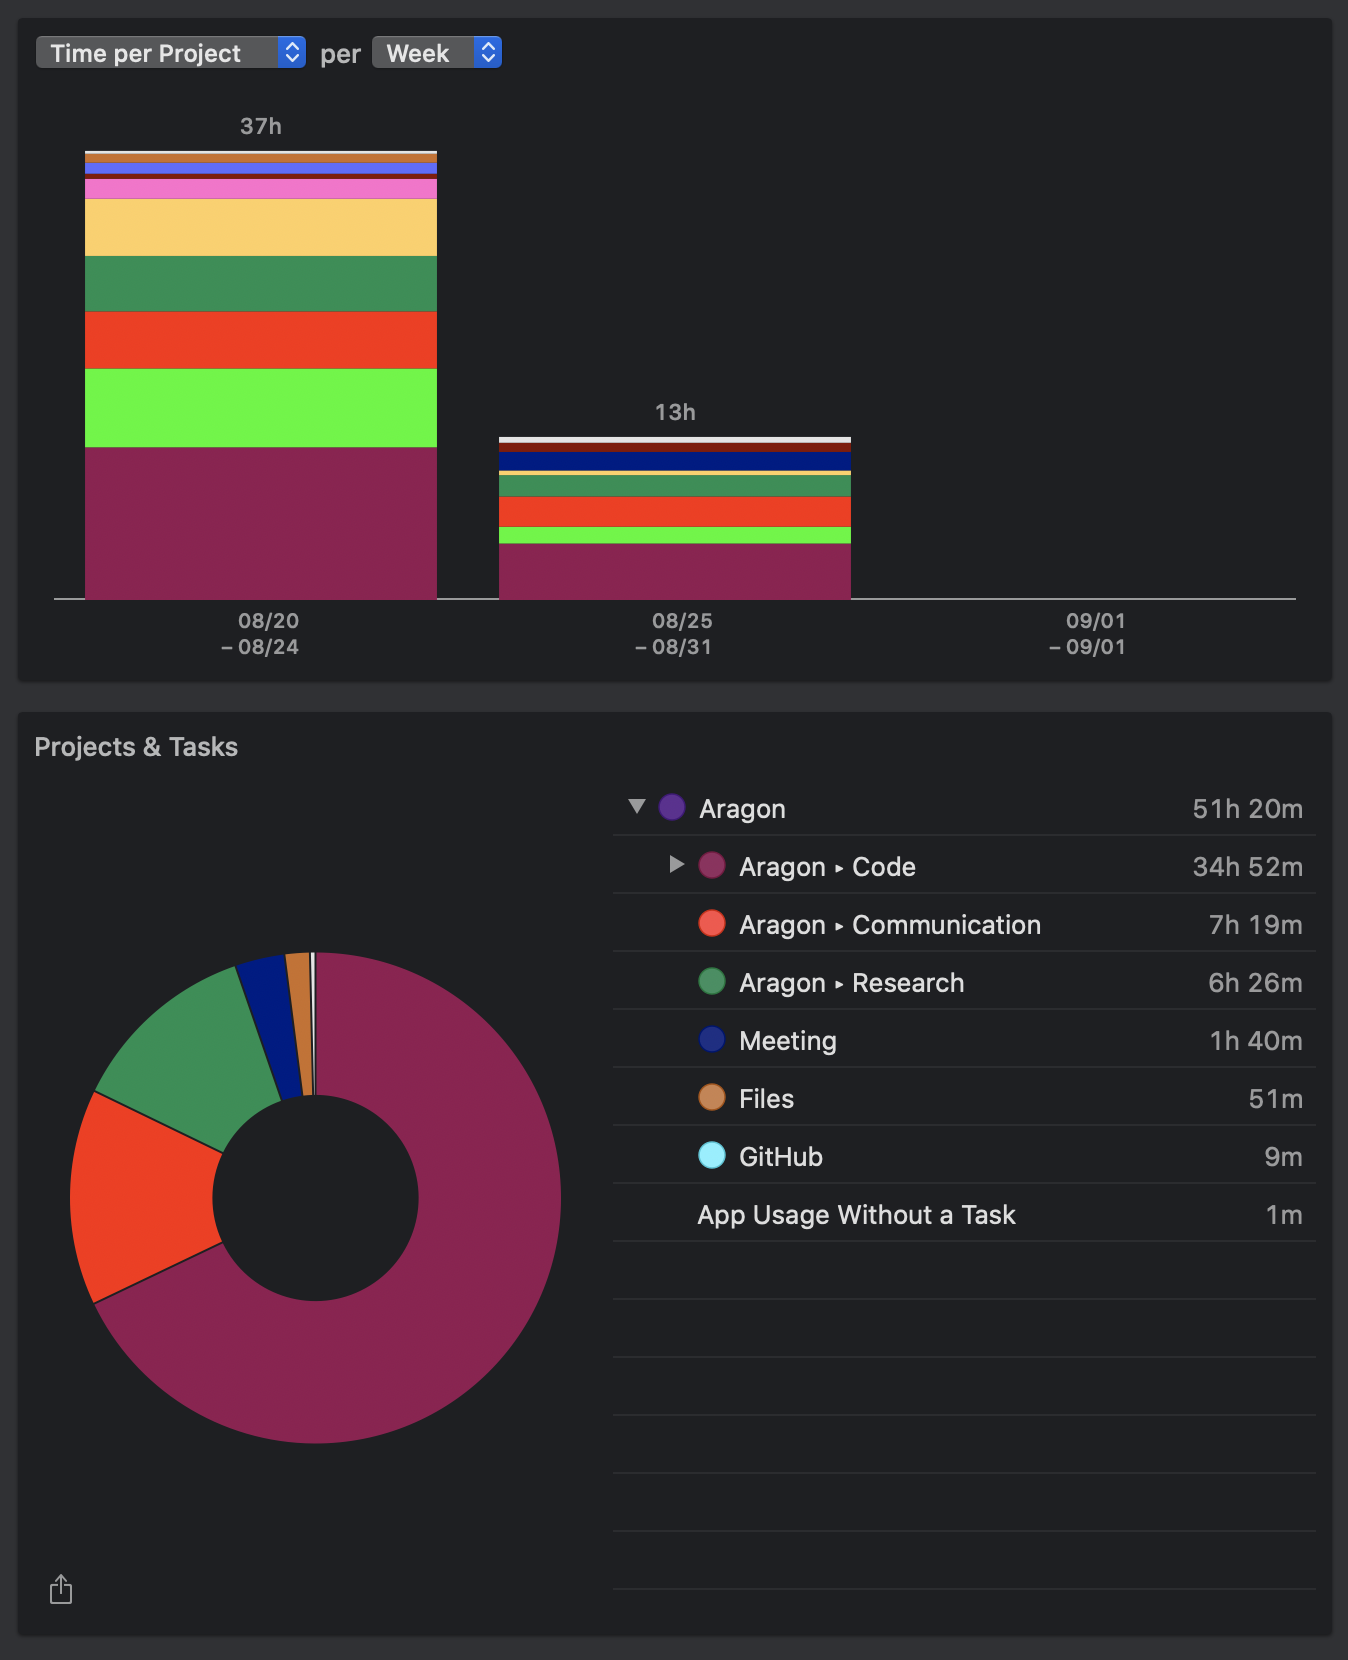 Time per Project per Week
37h
13h
08/20
– 08/24
08/25
– 08/31
09/01
– 09/01
Projects & Tasks
Aragon 51h 20m
Aragon ▸ Code 34h 52m
Aragon ▸ Communication 7h 19m
Aragon ▸ Research 6h 26m
Meeting 1h 40m
Files 51m
GitHub 9m
App Usage Without a Task 1m